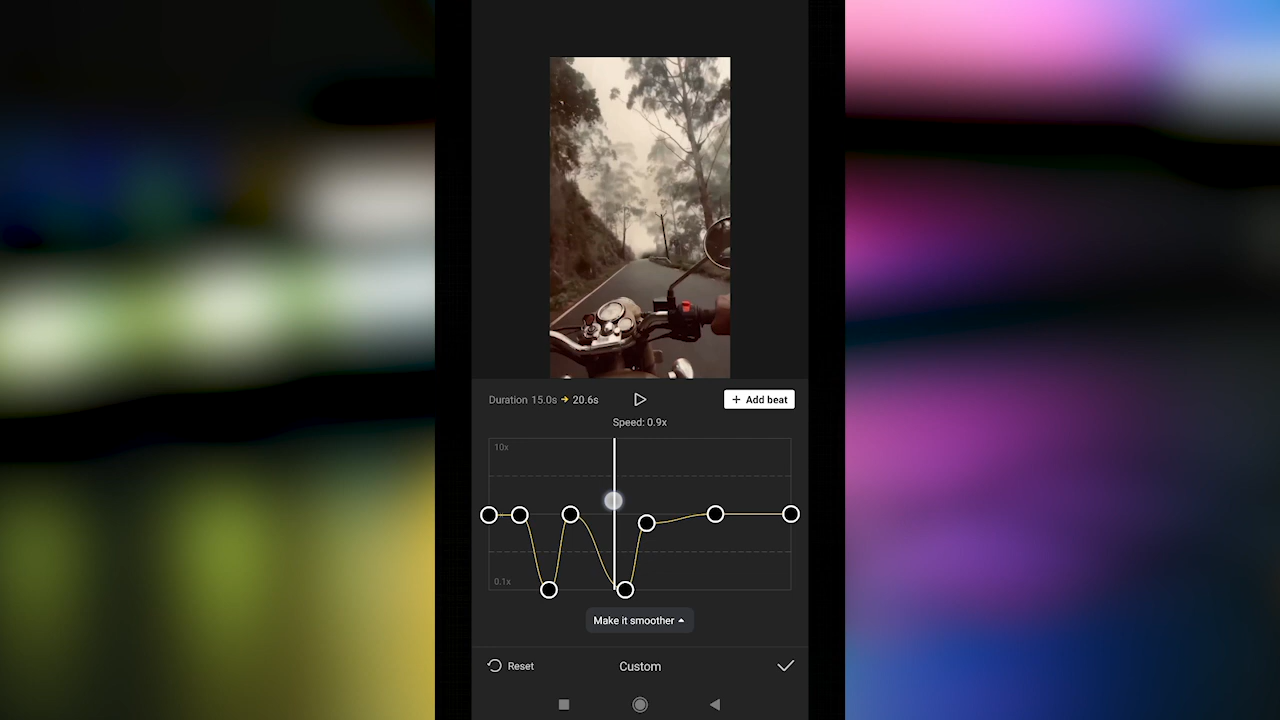 Duration 15.0s → 20.6s
+ Add beat
Speed: 0.9x
10x
0.1x
Make it smoother
Reset
Custom